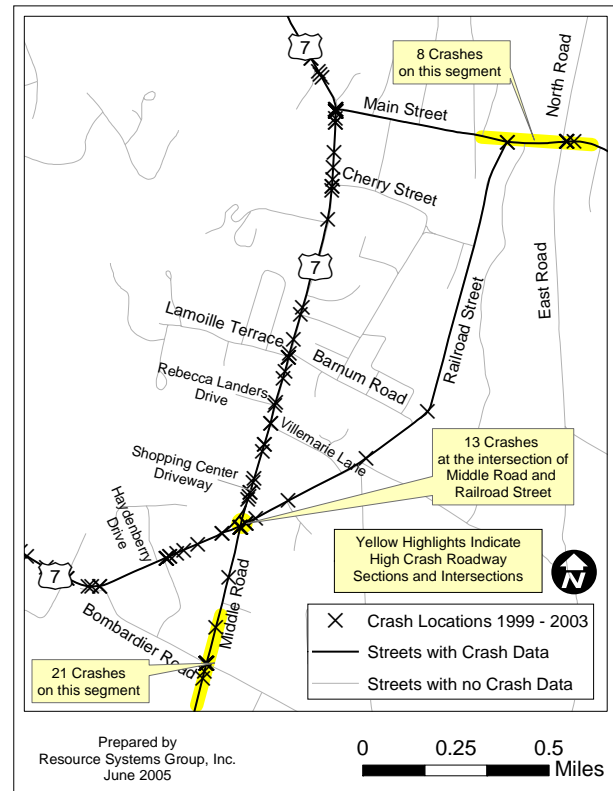 7
8 Crashes
on this segment
North Road
Main Street
Cherry Street
7
East Road
Railroad Street
Lamoille Terrace
Barnum Road
Rebecca Landers
Drive
Villemarie Lane
13 Crashes
at the intersection of
Middle Road and
Railroad Street
Shopping Center
Driveway
Haydenberry
Drive
Yellow Highlights Indicate
High Crash Roadway
Sections and Intersections
N
7
Middle Road
Bombardier Road
21 Crashes
on this segment
Crash Locations 1999 - 2003
Streets with Crash Data
Streets with no Crash Data
Prepared by
Resource Systems Group, Inc.
June 2005
0 0.25 0.5
Miles